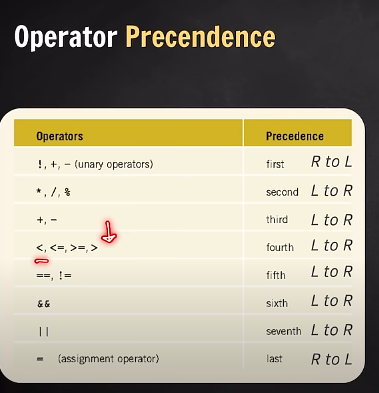 Operator Precendence
Operators Precedence
!, +, - (unary operators) first R to L
*, /, % second L to R
+, - third L to R
<, <=, >=, > fourth L to R
==, != fifth L to R
&& sixth L to R
|| seventh L to R
= (assignment operator) last R to L